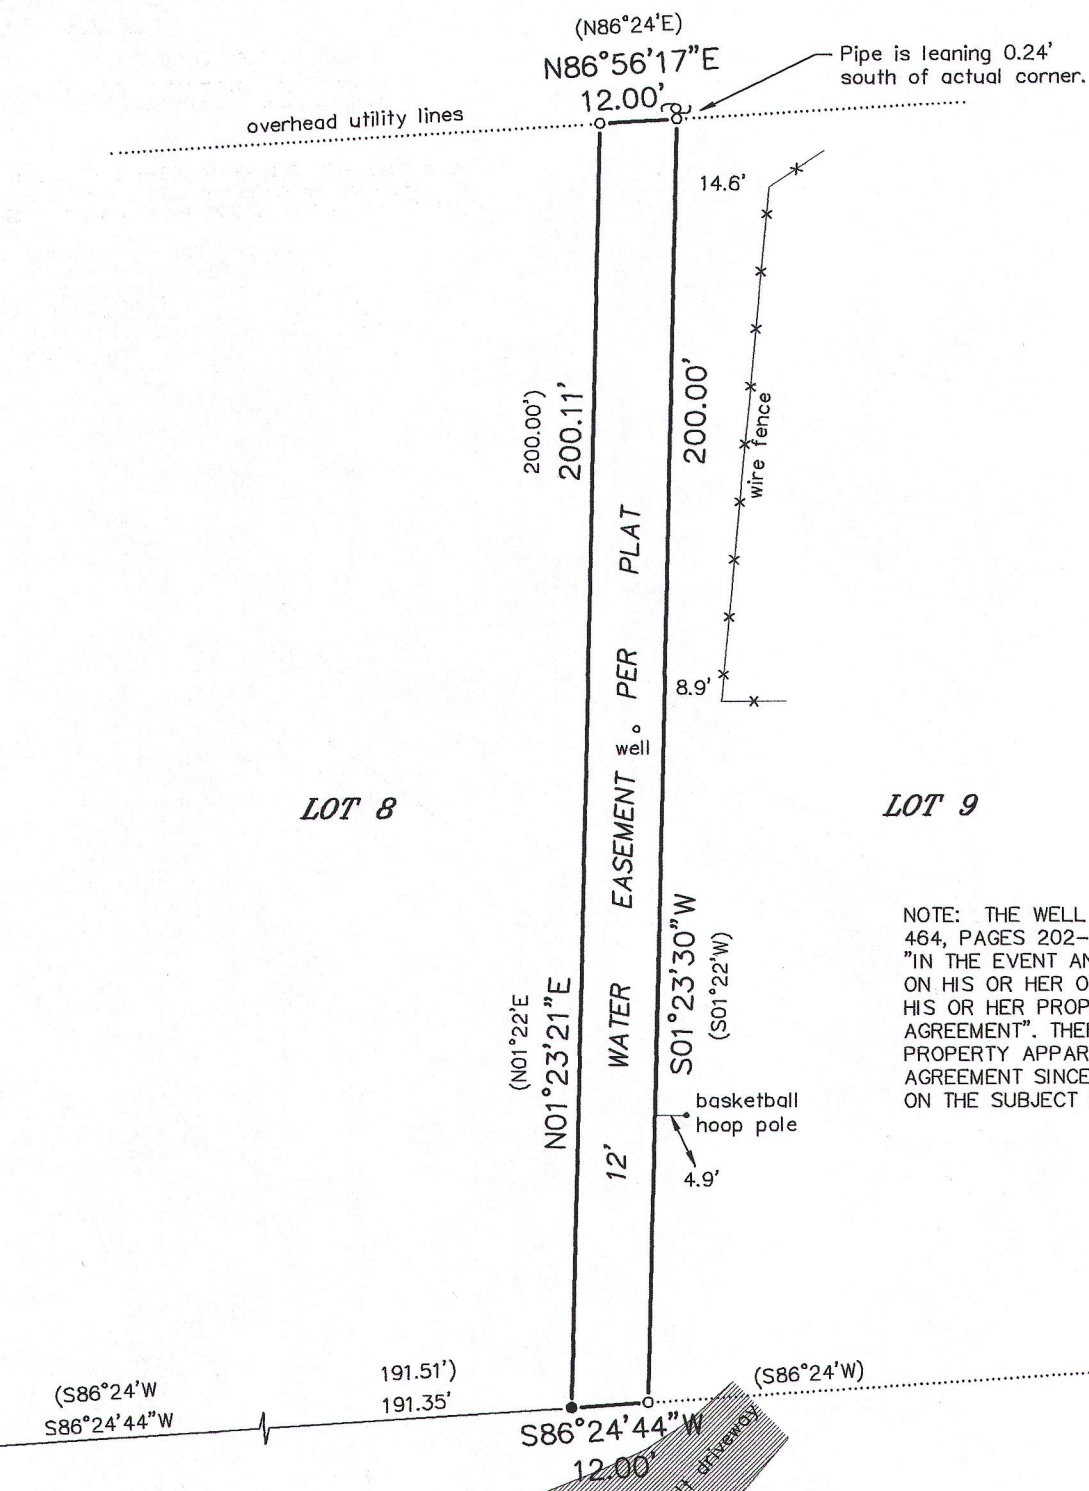 (N86°24'E)
N86°56'17"E
12.00'
Pipe is leaning 0.24'
south of actual corner.
overhead utility lines
14.6'
200.00')
200.11'
200.00'
wire fence
8.9'
well
12' WATER EASEMENT PER PLAT
LOT 8
LOT 9
NOTE: THE WELL
464, PAGES 202-
"IN THE EVENT AN
ON HIS OR HER O
HIS OR HER PROP
AGREEMENT". THE
PROPERTY APPAR
AGREEMENT SINCE
ON THE SUBJECT
(N01°22'E
N01°23'21"E
S01°23'30"W
(S01°22'W)
basketball
hoop pole
4.9'
(S86°24'W
191.51')
S86°24'44"W
191.35'
(S86°24'W)
S86°24'44"W
12.00'
driveway